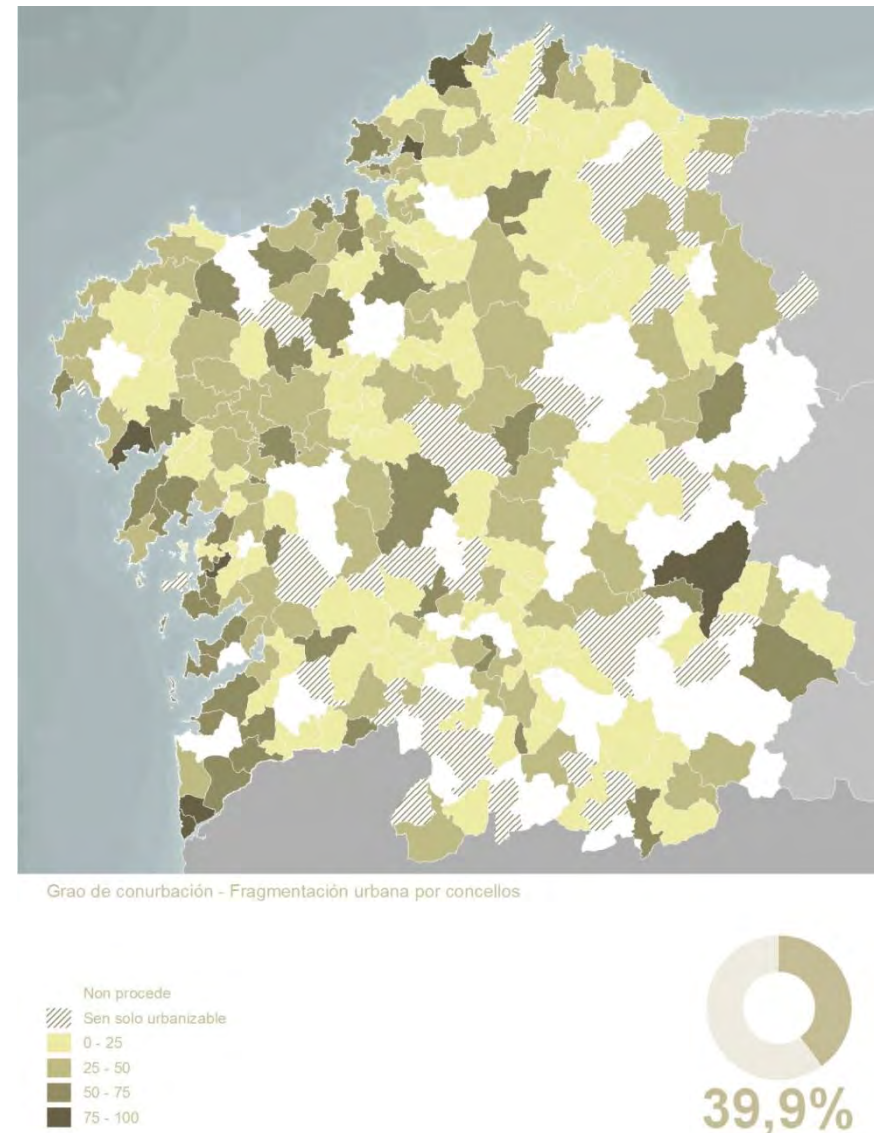 Grao de conurbación - Fragmentación urbana por concellos
Non procede
Sen solo urbanizable
0 - 25
25 - 50
50 - 75
75 - 100
39,9%